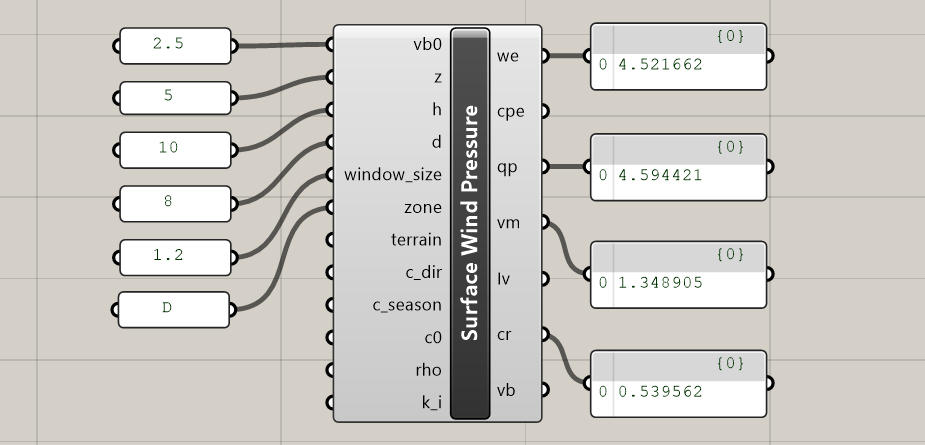 2.5
5
10
8
1.2
D
vb0
z
h
d
window_size
zone
terrain
c_dir
c_season
c0
rho
k_i
Surface Wind Pressure
we
cpe
qp
vm
lv
cr
vb
{0}
0 4.521662
{0}
0 4.594421
{0}
0 1.348905
{0}
0 0.539562